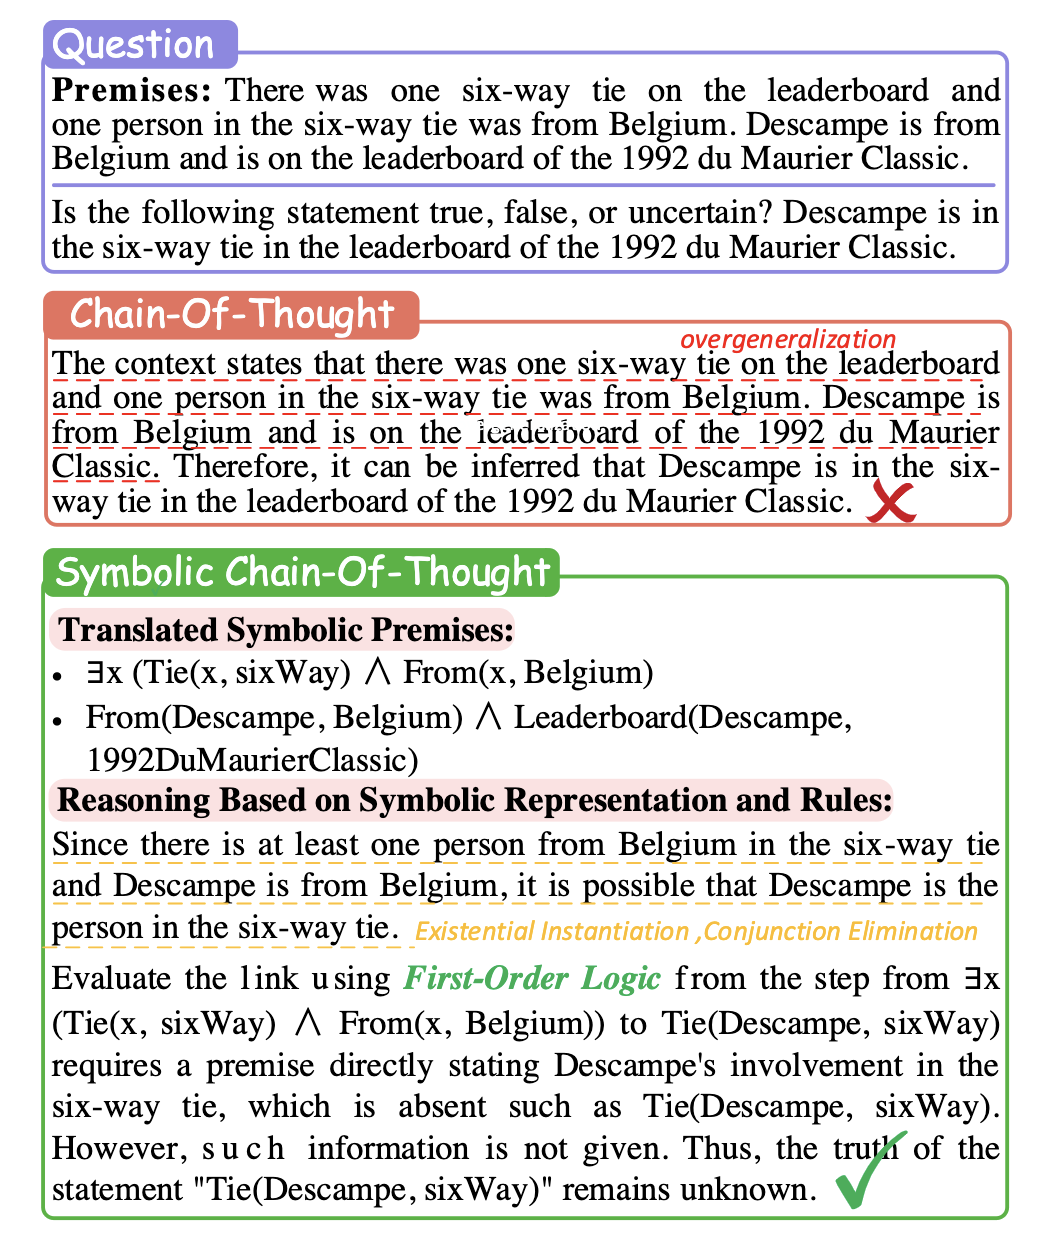 Question
Premises: There was one six-way tie on the leaderboard and
one person in the six-way tie was from Belgium. Descampe is from
Belgium and is on the leaderboard of the 1992 du Maurier Classic.
Is the following statement true, false, or uncertain? Descampe is in
the six-way tie in the leaderboard of the 1992 du Maurier Classic.
Chain-Of-Thought
overgeneralization
The context states that there was one six-way tie on the leaderboard
and one person in the six-way tie was from Belgium. Descampe is
from Belgium and is on the leaderboard of the 1992 du Maurier
Classic. Therefore, it can be inferred that Descampe is in the six-
way tie in the leaderboard of the 1992 du Maurier Classic.
Symbolic Chain-Of-Thought
Translated Symbolic Premises:
• ∃x (Tie(x, sixWay) ∧ From(x, Belgium)
• From(Descampe, Belgium) ∧ Leaderboard(Descampe,
1992DuMaurierClassic)
Reasoning Based on Symbolic Representation and Rules:
Since there is at least one person from Belgium in the six-way tie
and Descampe is from Belgium, it is possible that Descampe is the
person in the six-way tie. Existential Instantiation ,Conjunction Elimination
Evaluate the link using First-Order Logic from the step from ∃x
(Tie(x, sixWay) ∧ From(x, Belgium)) to Tie(Descampe, sixWay)
requires a premise directly stating Descampe's involvement in the
six-way tie, which is absent such as Tie(Descampe, sixWay).
However, such information is not given. Thus, the truth of the
statement "Tie(Descampe, sixWay)" remains unknown.